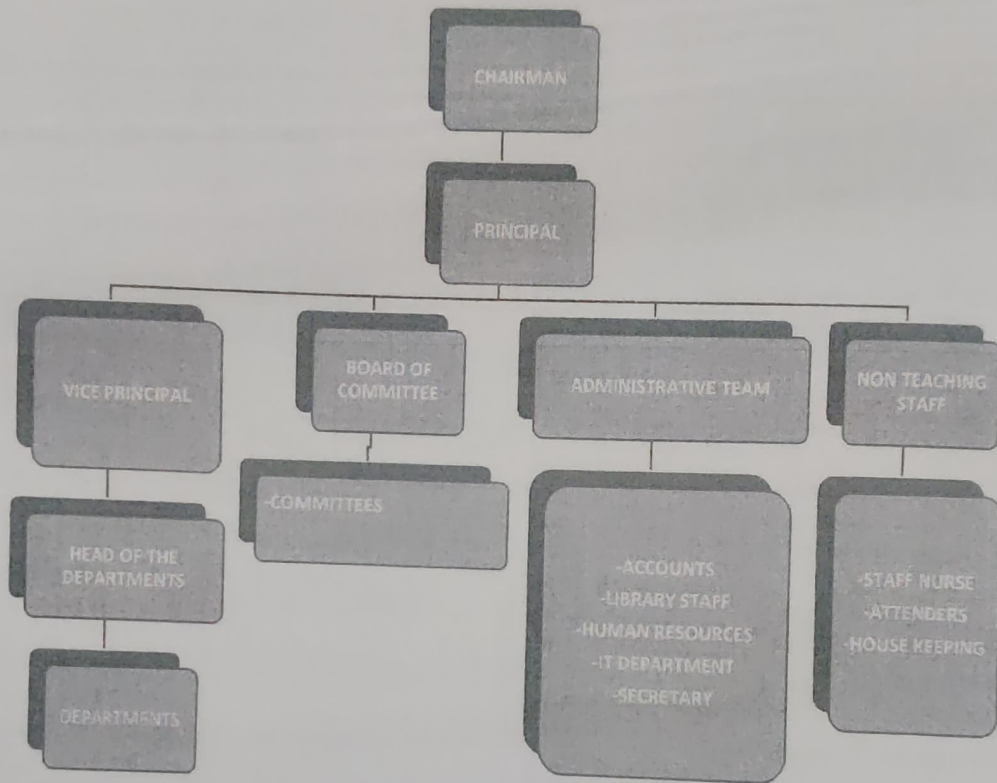 CHAIRMAN
PRINCIPAL
VICE PRINCIPAL
BOARD OF
COMMITTEE
ADMINISTRATIVE TEAM
NON TEACHING
STAFF
HEAD OF THE
DEPARTMENTS
-COMMITTEES
-ACCOUNTS
-LIBRARY STAFF
-HUMAN RESOURCES
-IT DEPARTMENT
-SECRETARY
-STAFF NURSE
-ATTENDERS
-HOUSE KEEPING
DEPARTMENTS